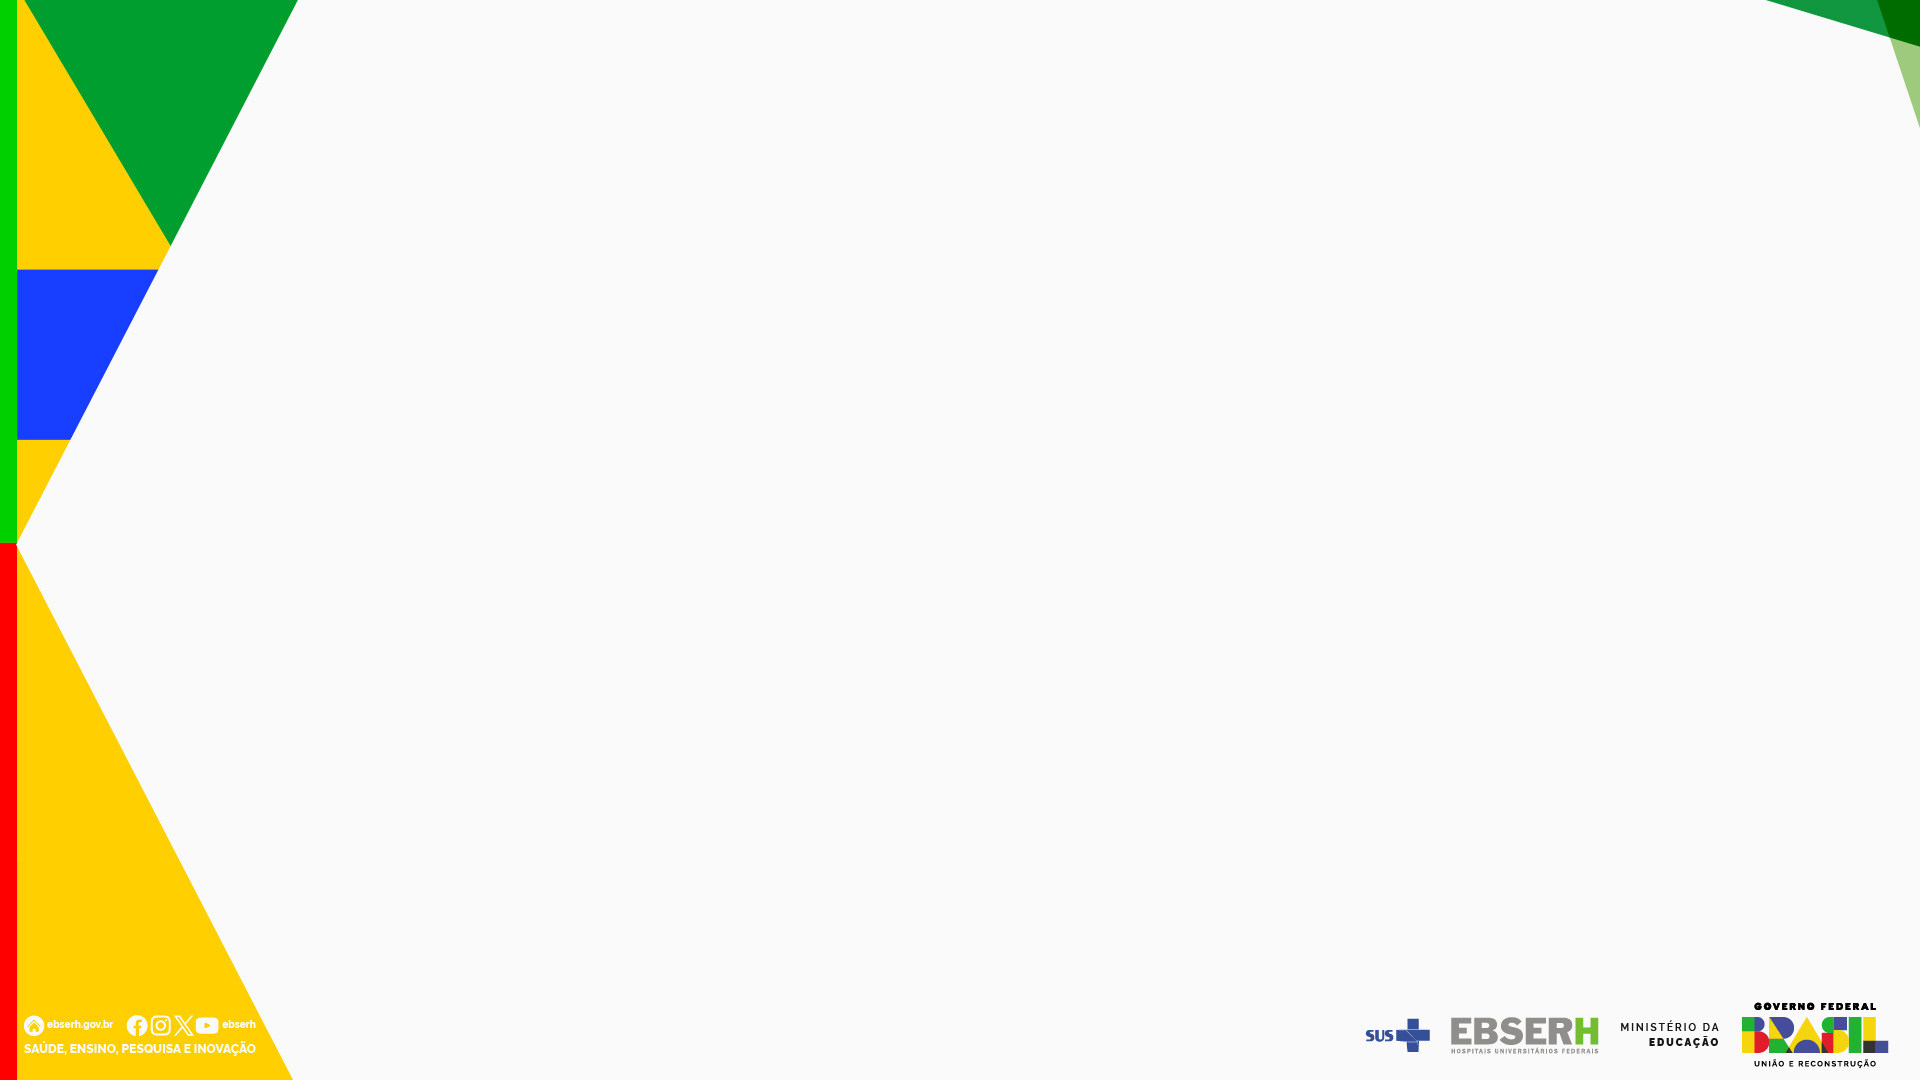 ebserh.gov.br ebserh
SAÚDE, ENSINO, PESQUISA E INOVAÇÃO
SUS
EBSERH
HOSPITAIS UNIVERSITÁRIOS FEDERAIS
MINISTÉRIO DA
EDUCAÇÃO
GOVERNO FEDERAL
BRASIL
UNIÃO E RECONSTRUÇÃO